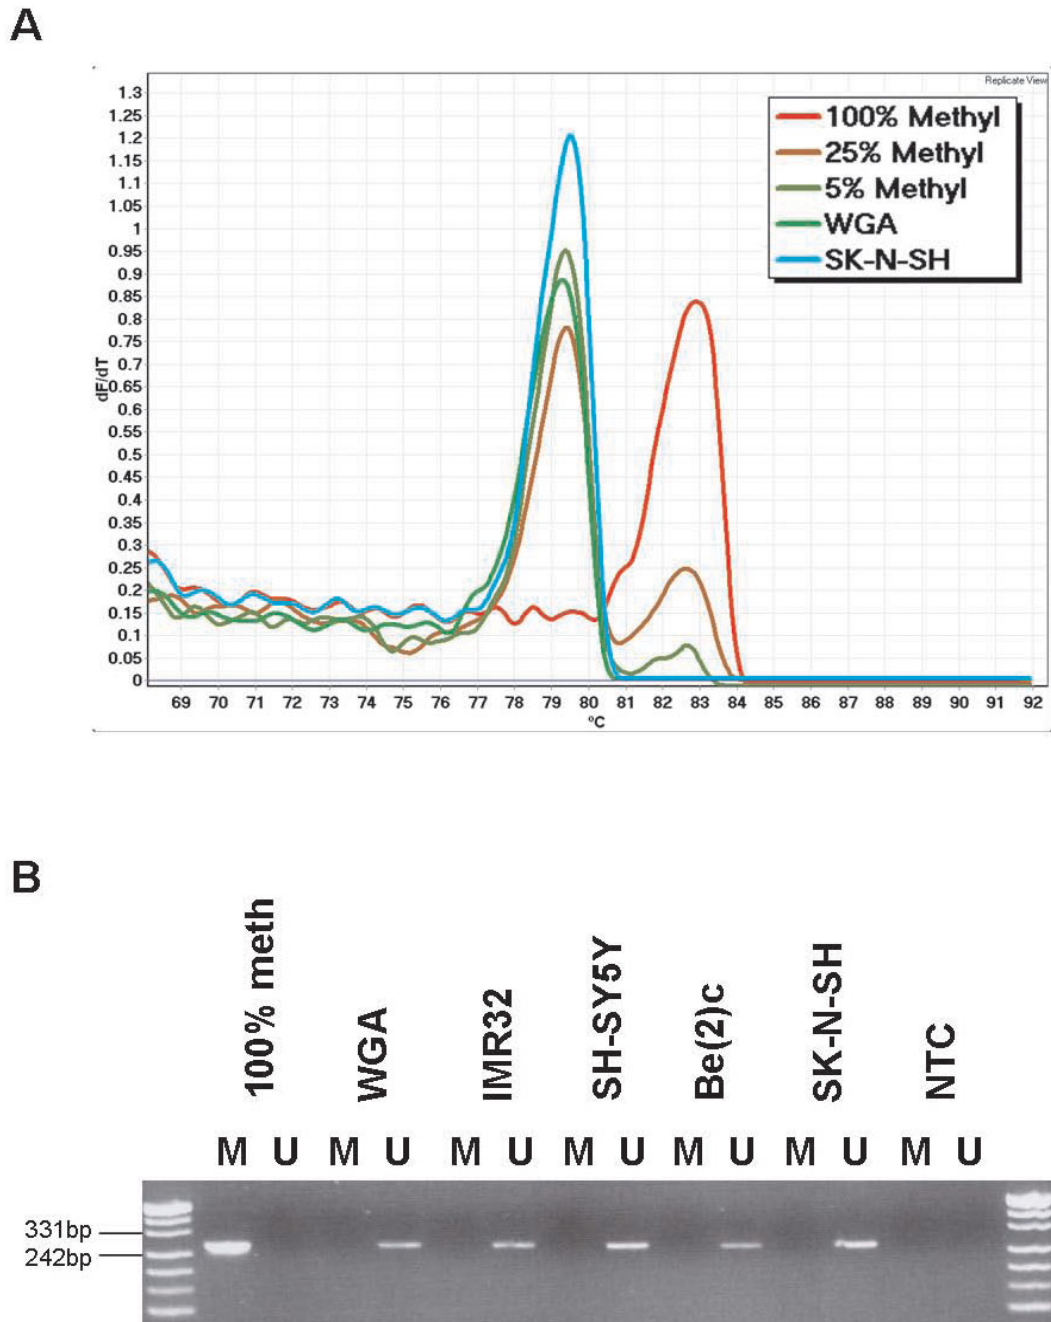 A
Replicate View
100% Methyl
25% Methyl
5% Methyl
WGA
SK-N-SH
dF/dT
1.3
1.25
1.2
1.15
1.1
1.05
1
0.95
0.9
0.85
0.8
0.75
0.7
0.65
0.6
0.55
0.5
0.45
0.4
0.35
0.3
0.25
0.2
0.15
0.1
0.05
0
69 70 71 72 73 74 75 76 77 78 79 80 81 82 83 84 85 86 87 88 89 90 91 92
ºC
B
100% meth WGA IMR32 SH-SY5Y Be(2)c SK-N-SH NTC
M U M U M U M U M U M U M U
331bp
242bp